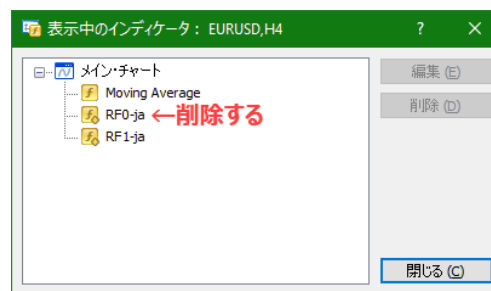 表示中のインディケータ： EURUSD,H4 ? ×
メイン・チャート
Moving Average
RF0-ja ←削除する
RF1-ja
編集 (E)
削除 (D)
閉じる (C)